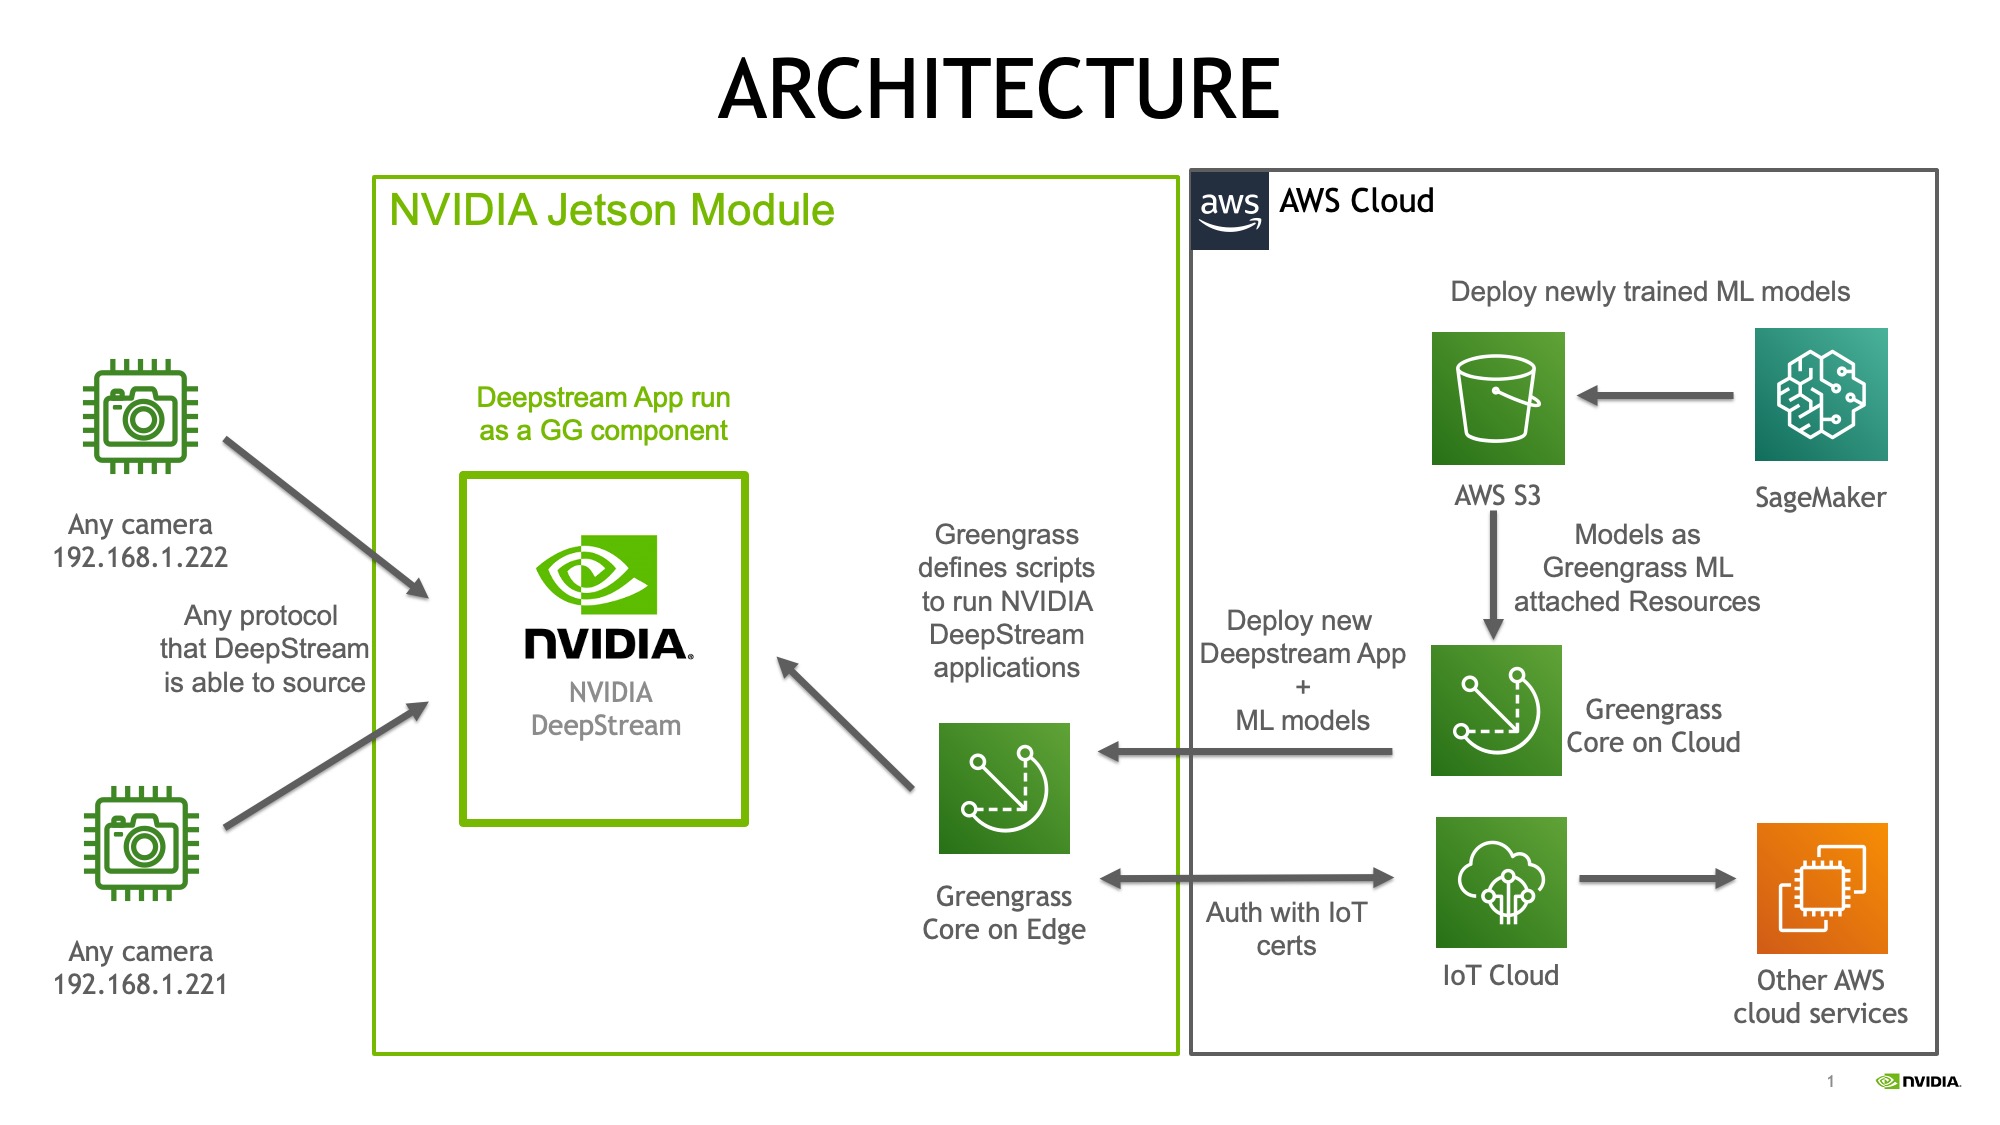 ARCHITECTURE
NVIDIA Jetson Module
aws
AWS Cloud
Deploy newly trained ML models
Deepstream App run
as a GG component
AWS S3
SageMaker
Any camera
192.168.1.222
Any protocol
that DeepStream
is able to source
NVIDIA.
NVIDIA
DeepStream
Greengrass
defines scripts
to run NVIDIA
DeepStream
applications
Models as
Greengrass ML
attached Resources
Deploy new
Deepstream App
+
ML models
Greengrass
Core on Cloud
Any camera
192.168.1.221
Greengrass
Core on Edge
Auth with IoT
certs
IoT Cloud
Other AWS
cloud services
1
NVIDIA.